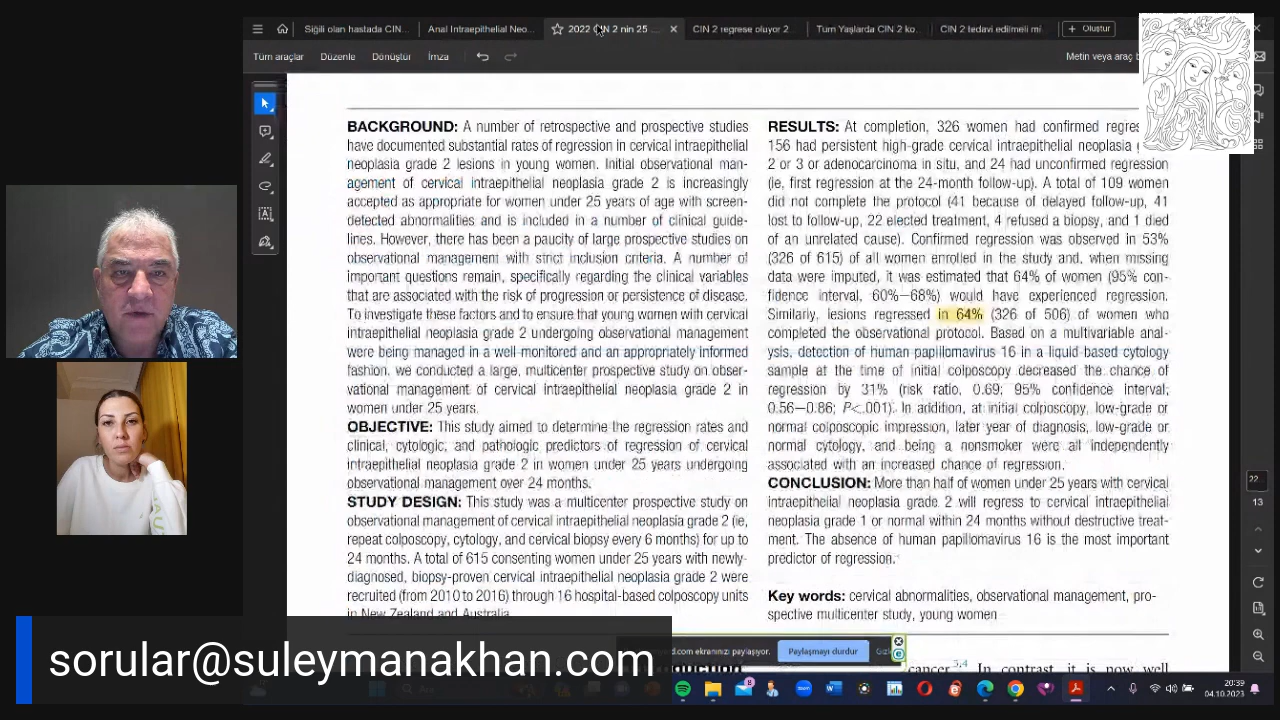 Siğili olan hastada CIN...
Anal Intraepithelial Neo...
2022 CIN 2 nin 25 ...
CIN 2 regrese oluyor 2...
Tüm Yaşlarda CIN 2 ko...
CIN 2 tedavi edilmeli mi
Oluştur
Tüm araçlar
Düzenle
Dönüştür
İmza
Metin veya araç
BACKGROUND: A number of retrospective and prospective studies
have documented substantial rates of regression in cervical intraepithelial
neoplasia grade 2 lesions in young women. Initial observational man-
agement of cervical intraepithelial neoplasia grade 2 is increasingly
accepted as appropriate for women under 25 years of age with screen-
detected abnormalities and is included in a number of clinical guide-
lines. However, there has been a paucity of large prospective studies on
observational management with strict inclusion criteria. A number of
important questions remain, specifically regarding the clinical variables
that are associated with the risk of progression or persistence of disease.
To investigate these factors and to ensure that young women with cervical
intraepithelial neoplasia grade 2 undergoing observational management
were being managed in a well-monitored and an appropriately informed
fashion, we conducted a large, multicenter prospective study on obser-
vational management of cervical intraepithelial neoplasia grade 2 in
women under 25 years.
OBJECTIVE: This study aimed to determine the regression rates and
clinical, cytologic, and pathologic predictors of regression of cervical
intraepithelial neoplasia grade 2 in women under 25 years undergoing
observational management over 24 months.
STUDY DESIGN: This study was a multicenter prospective study on
observational management of cervical intraepithelial neoplasia grade 2 (ie,
repeat colposcopy, cytology, and cervical biopsy every 6 months) for up to
24 months. A total of 615 consenting women under 25 years with newly-
diagnosed, biopsy-proven cervical intraepithelial neoplasia grade 2 were
recruited (from 2010 to 2016) through 16 hospital-based colposcopy units
in New Zealand and Australia.
RESULTS: At completion, 326 women had confirmed
156 had persistent high-grade cervical intraepithelial neoplasia
2 or 3 or adenocarcinoma in situ, and 24 had unconfirmed regression
(ie, first regression at the 24-month follow-up). A total of 109 women
did not complete the protocol (41 because of delayed follow-up, 41
lost to follow-up, 22 elected treatment, 4 refused a biopsy, and 1 died
of an unrelated cause). Confirmed regression was observed in 53%
(326 of 615) of all women enrolled in the study and, when missing
data were imputed, it was estimated that 64% of women (95% con-
fidence interval, 60%–68%) would have experienced regression.
Similarly, lesions regressed in 64% (326 of 506) of women who
completed the observational protocol. Based on a multivariable anal-
ysis, detection of human papillomavirus 16 in a liquid-based cytology
sample at the time of initial colposcopy decreased the chance of
regression by 31% (risk ratio, 0.69; 95% confidence interval,
0.56–0.86; P<.001). In addition, at initial colposcopy, low-grade or
normal colposcopic impression, later year of diagnosis, low-grade or
normal cytology, and being a nonsmoker were all independently
associated with an increased chance of regression.
CONCLUSION: More than half of women under 25 years with cervical
intraepithelial neoplasia grade 2 will regress to cervical intraepithelial
neoplasia grade 1 or normal within 24 months without destructive treat-
ment. The absence of human papillomavirus 16 is the most important
predictor of regression.
Key words: cervical abnormalities, observational management, pro-
spective multicenter study, young women
cancer.5,4 In contrast, it is now well
22
13
ekranınızı paylaşıyor.
Paylaşmayı durdur
sorular@suleymanakhan.com
20:39
04.10.2023